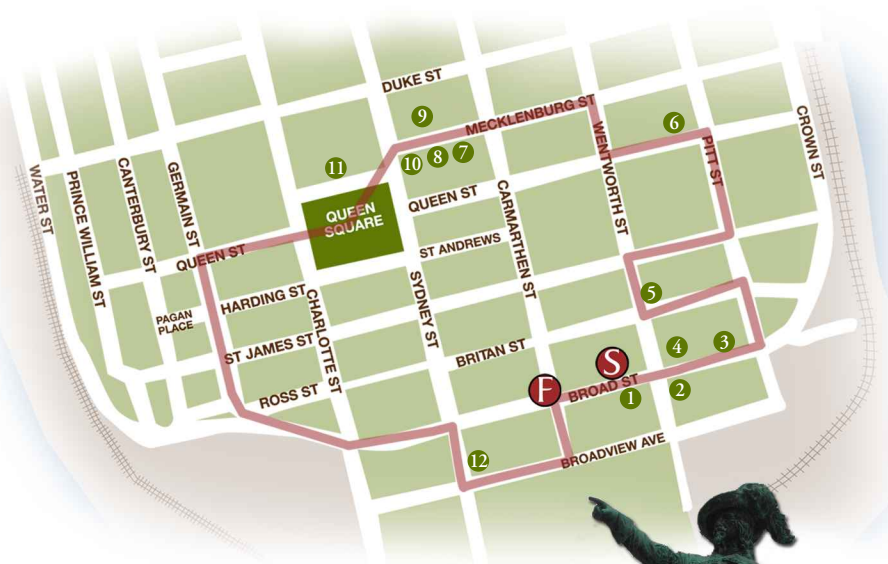 DUKE ST
9
MECKLENBURG ST
6
CROWN ST
WENTWORTH ST
PITT ST
10
8
7
11
WATER ST
PRINCE WILLIAM ST
CANTERBURY ST
GERMAIN ST
QUEEN
SQUARE
QUEEN ST
CARMARTHEN ST
ST ANDREWS
QUEEN ST
HARDING ST
PAGAN
PLACE
CHARLOTTE ST
SYDNEY ST
5
ST JAMES ST
BRITAN ST
4
3
S
ROSS ST
F
BROAD ST
1
2
12
BROADVIEW AVE